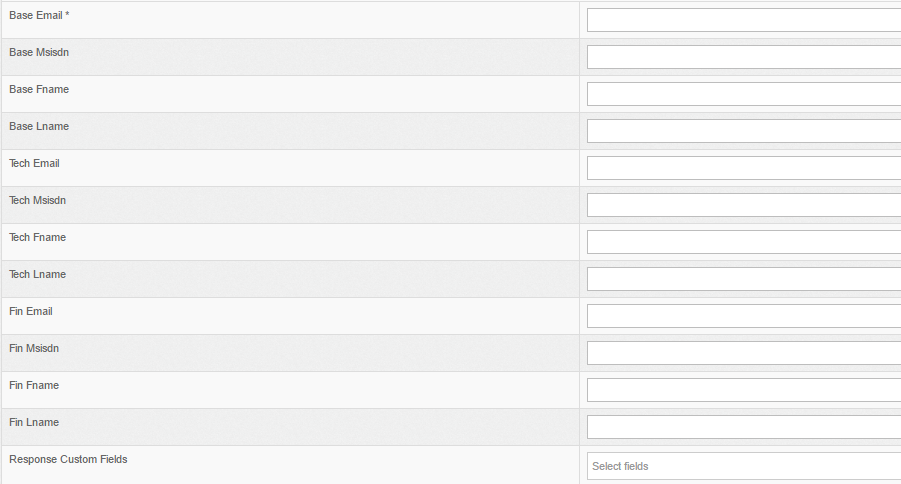 Base Email *
Base Msisdn
Base Fname
Base Lname
Tech Email
Tech Msisdn
Tech Fname
Tech Lname
Fin Email
Fin Msisdn
Fin Fname
Fin Lname
Response Custom Fields
Select fields